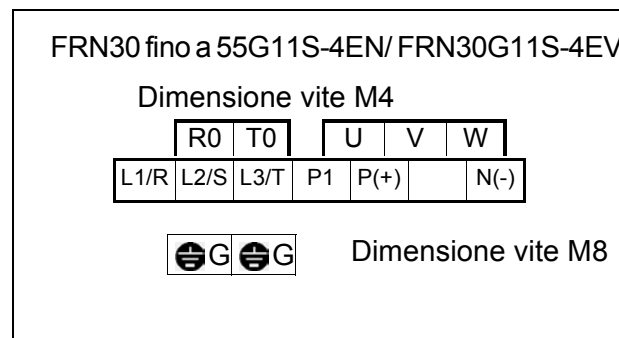 FRN30 fino a 55G11S-4EN/ FRN30G11S-4EV
Dimensione vite M4
R0 T0 U V W
L1/R L2/S L3/T P1 P(+) N(-)
G G Dimensione vite M8